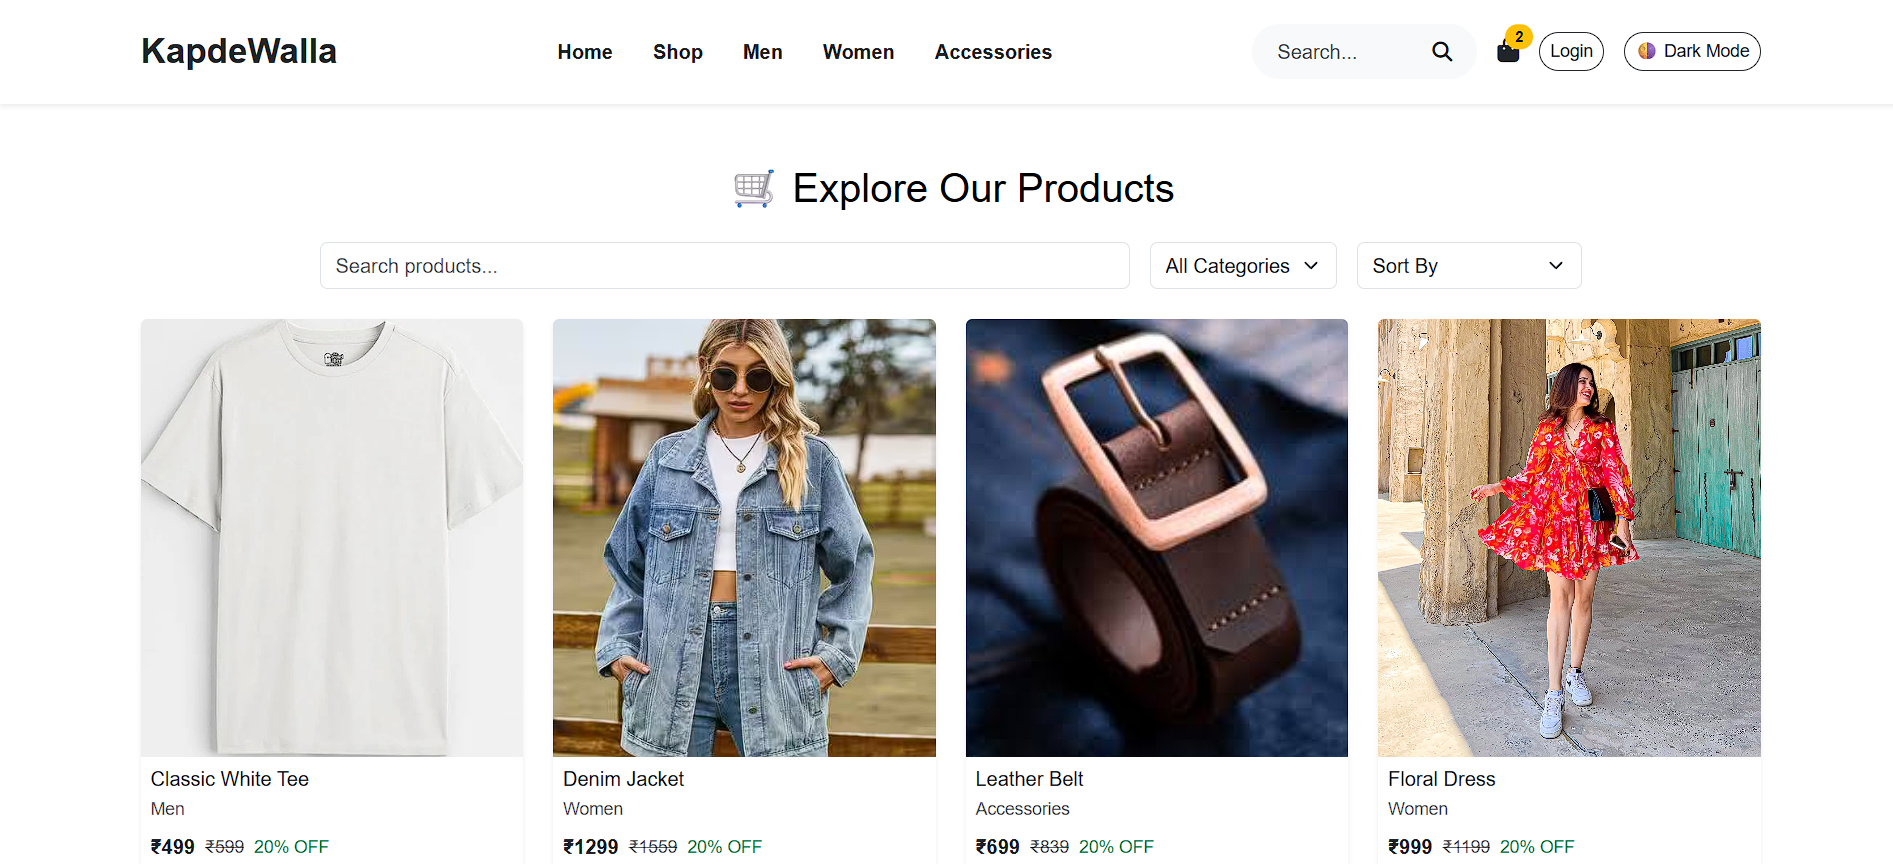 KapdeWalla
Home Shop Men Women Accessories
Search...
2
Login
Dark Mode
Explore Our Products
Search products...
All Categories
Sort By
Classic White Tee
Men
₹499 ₹599 20% OFF
Denim Jacket
Women
₹1299 ₹1559 20% OFF
Leather Belt
Accessories
₹699 ₹839 20% OFF
Floral Dress
Women
₹999 ₹1199 20% OFF